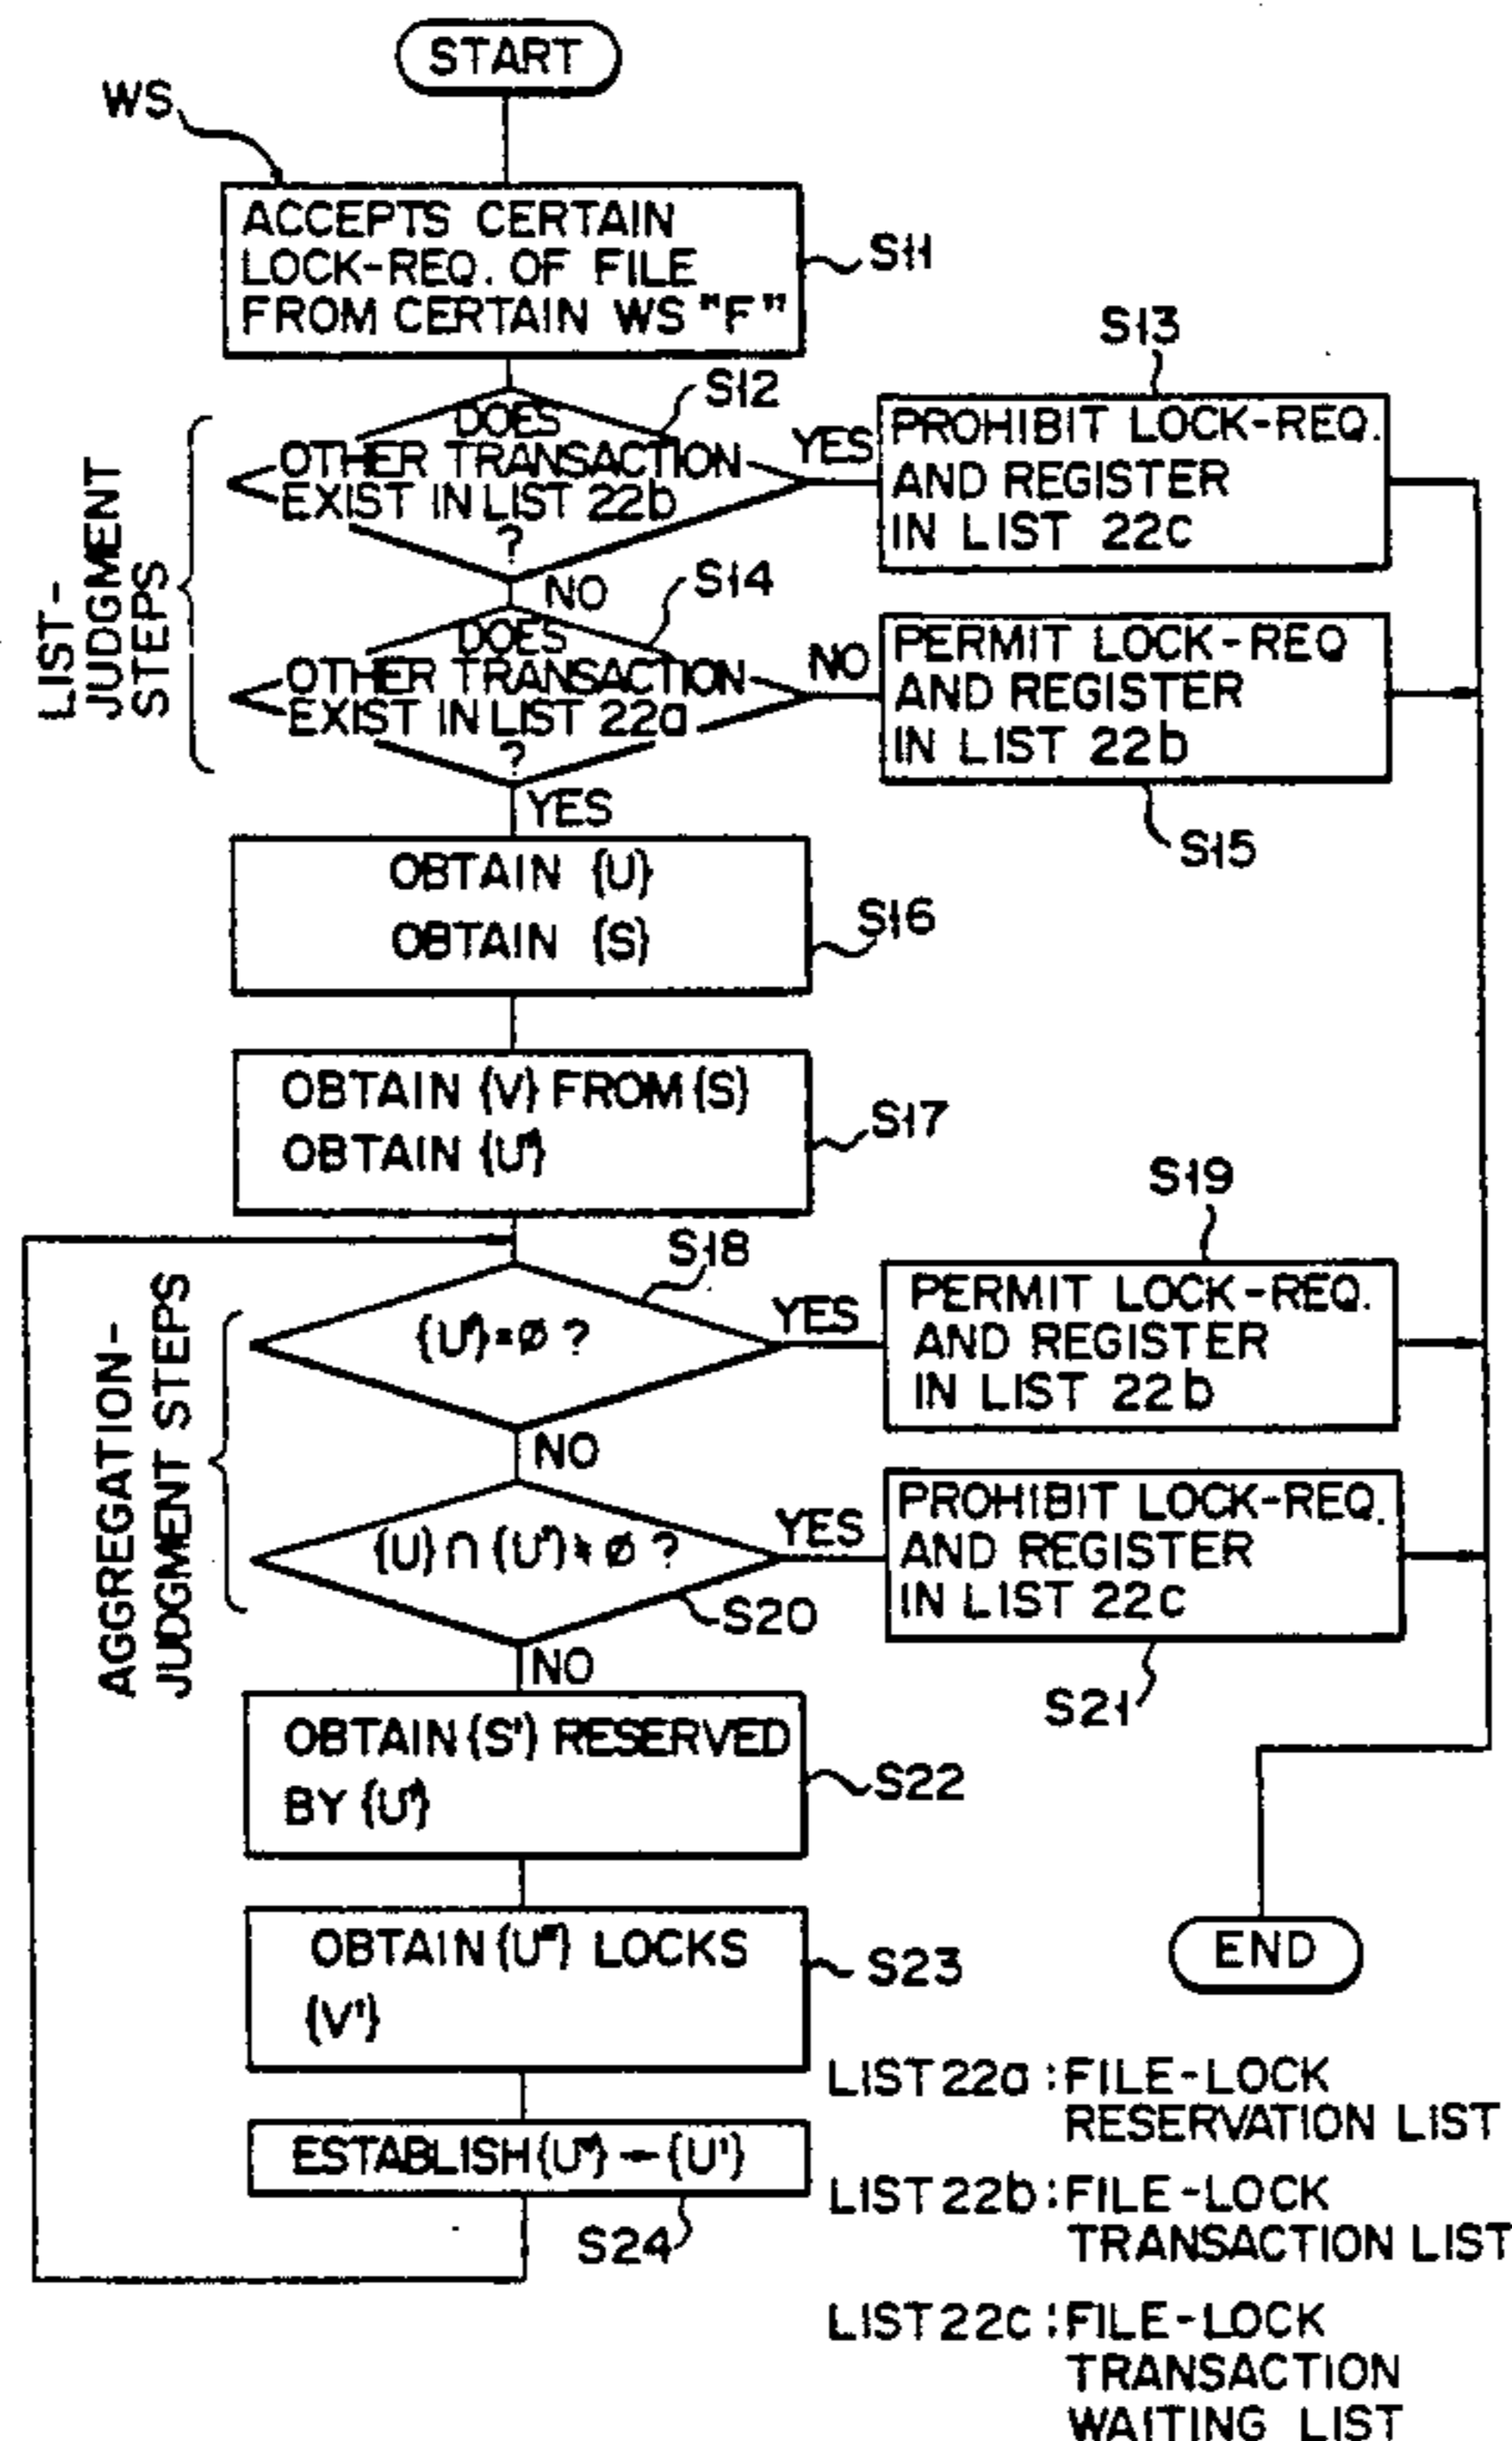 START
WS
ACCEPTS CERTAIN
LOCK-REQ. OF FILE
FROM CERTAIN WS "F"
S11
LIST-
JUDGMENT
STEPS
DOES
OTHER TRANSACTION
EXIST IN LIST 22b
?
S12
YES
NO
S13
PROHIBIT LOCK-REQ.
AND REGISTER
IN LIST 22c
DOES
OTHER TRANSACTION
EXIST IN LIST 22a
?
S14
NO
YES
PERMIT LOCK-REQ
AND REGISTER
IN LIST 22b
S15
OBTAIN {U}
OBTAIN {S}
S16
OBTAIN {V} FROM {S}
OBTAIN
S17
AGGREGATION-
JUDGMENT STEPS
= ø ?
S18
YES
NO
S19
PERMIT LOCK-REQ.
AND REGISTER
IN LIST 22b
{U} ∩ ≠ ø ?
S20
YES
NO
PROHIBIT LOCK-REQ.
AND REGISTER
IN LIST 22c
S21
OBTAIN {S'} RESERVED
BY
S22
OBTAIN LOCKS
{V'}
S23
ESTABLISH ← {U'}
S24
END
LIST 22a : FILE-LOCK
RESERVATION LIST
LIST 22b : FILE-LOCK
TRANSACTION LIST
LIST 22c : FILE-LOCK
TRANSACTION
WAITING LIST